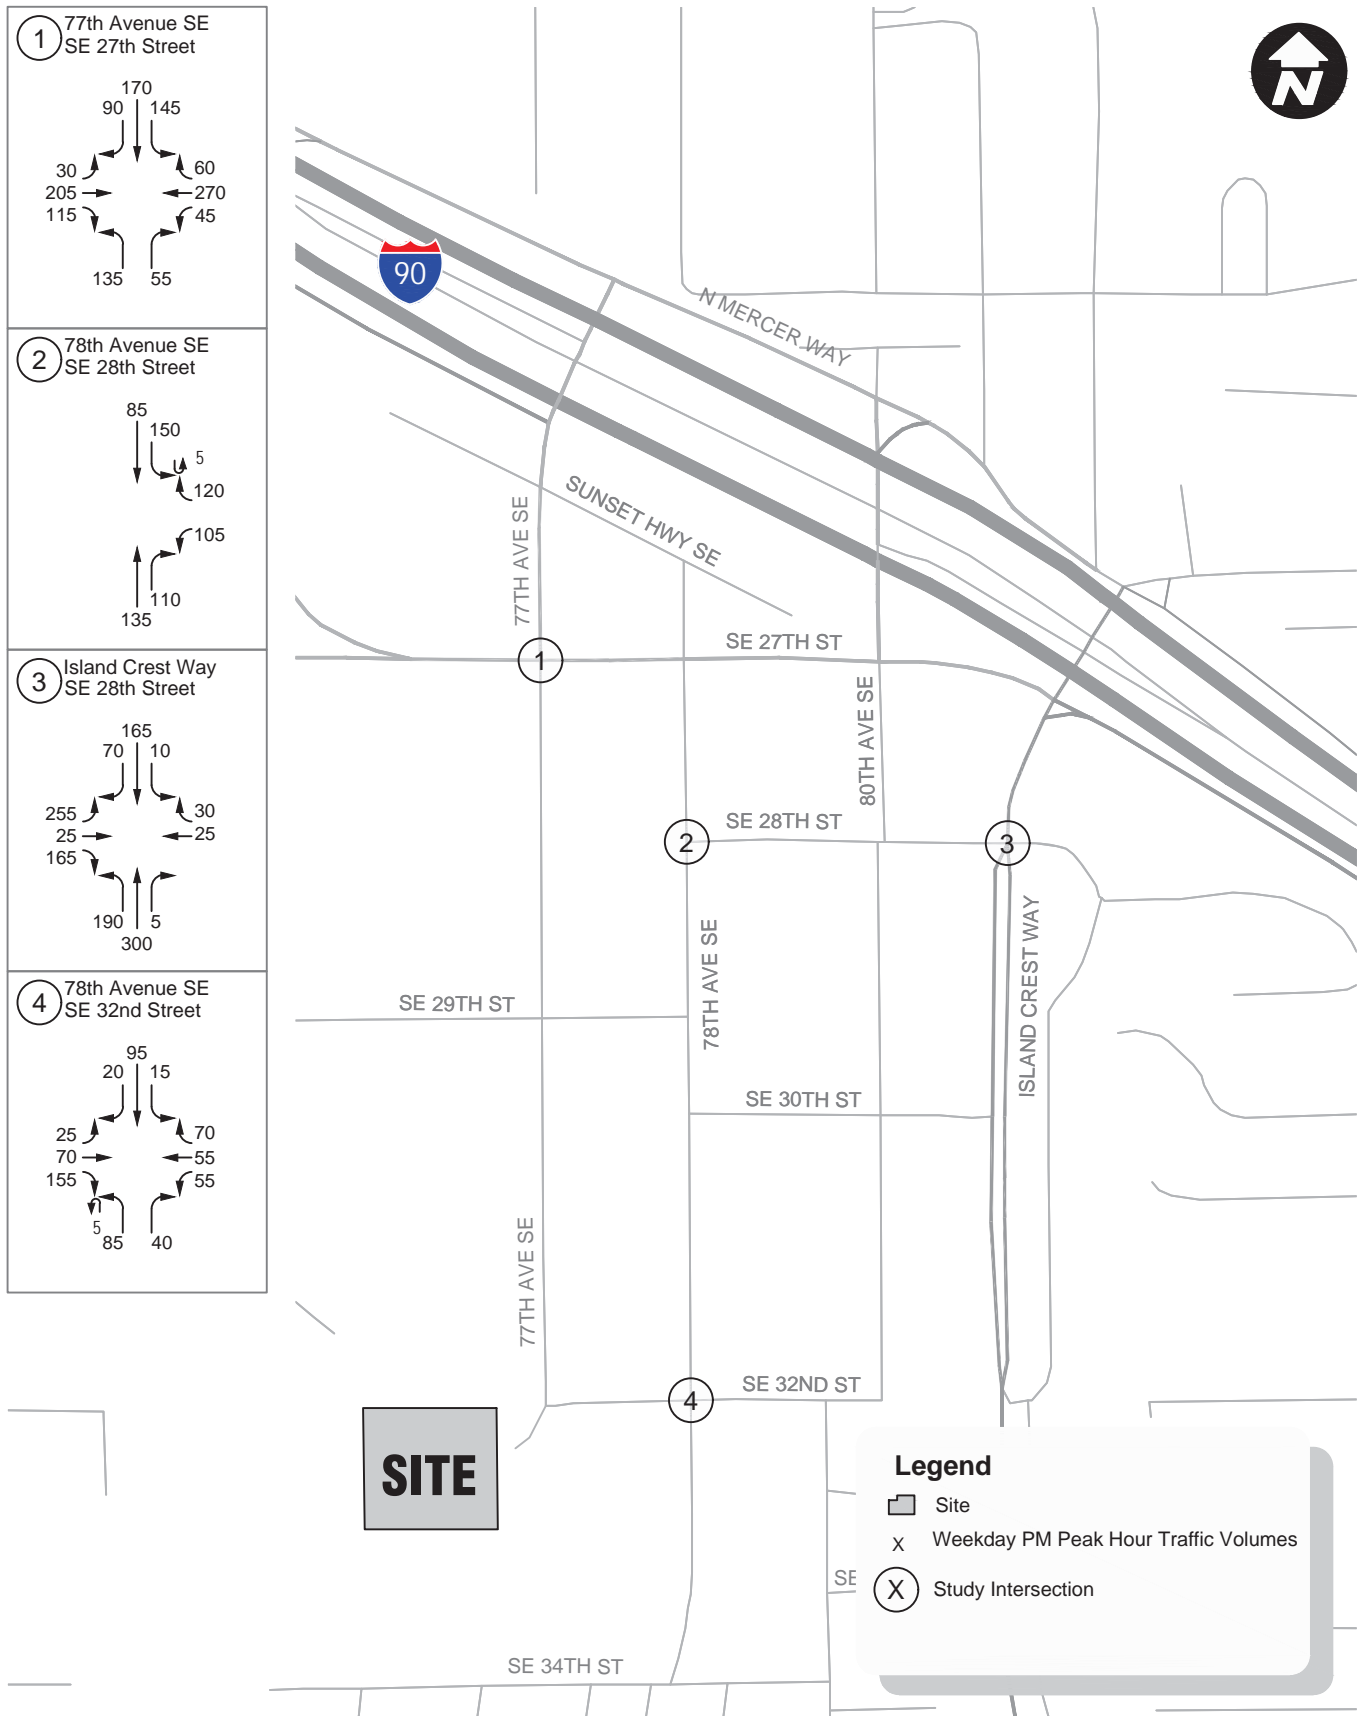 1
77th Avenue SE
SE 27th Street
170
90 145
30 60
205 270
115 45
135 55
2
78th Avenue SE
SE 28th Street
85
150
5
120
105
110
135
3
Island Crest Way
SE 28th Street
165
70 10
255 30
25 25
165
190 5
300
4
78th Avenue SE
SE 32nd Street
95
20 15
25 70
70 55
155 55
5
85 40
N
90
N MERCER WAY
SUNSET HWY SE
77TH AVE SE
1
SE 27TH ST
80TH AVE SE
2
SE 28TH ST
3
78TH AVE SE
ISLAND CREST WAY
SE 29TH ST
SE 30TH ST
77TH AVE SE
4
SE 32ND ST
SITE
SE
SE 34TH ST
Legend
Site
X Weekday PM Peak Hour Traffic Volumes
X Study Intersection